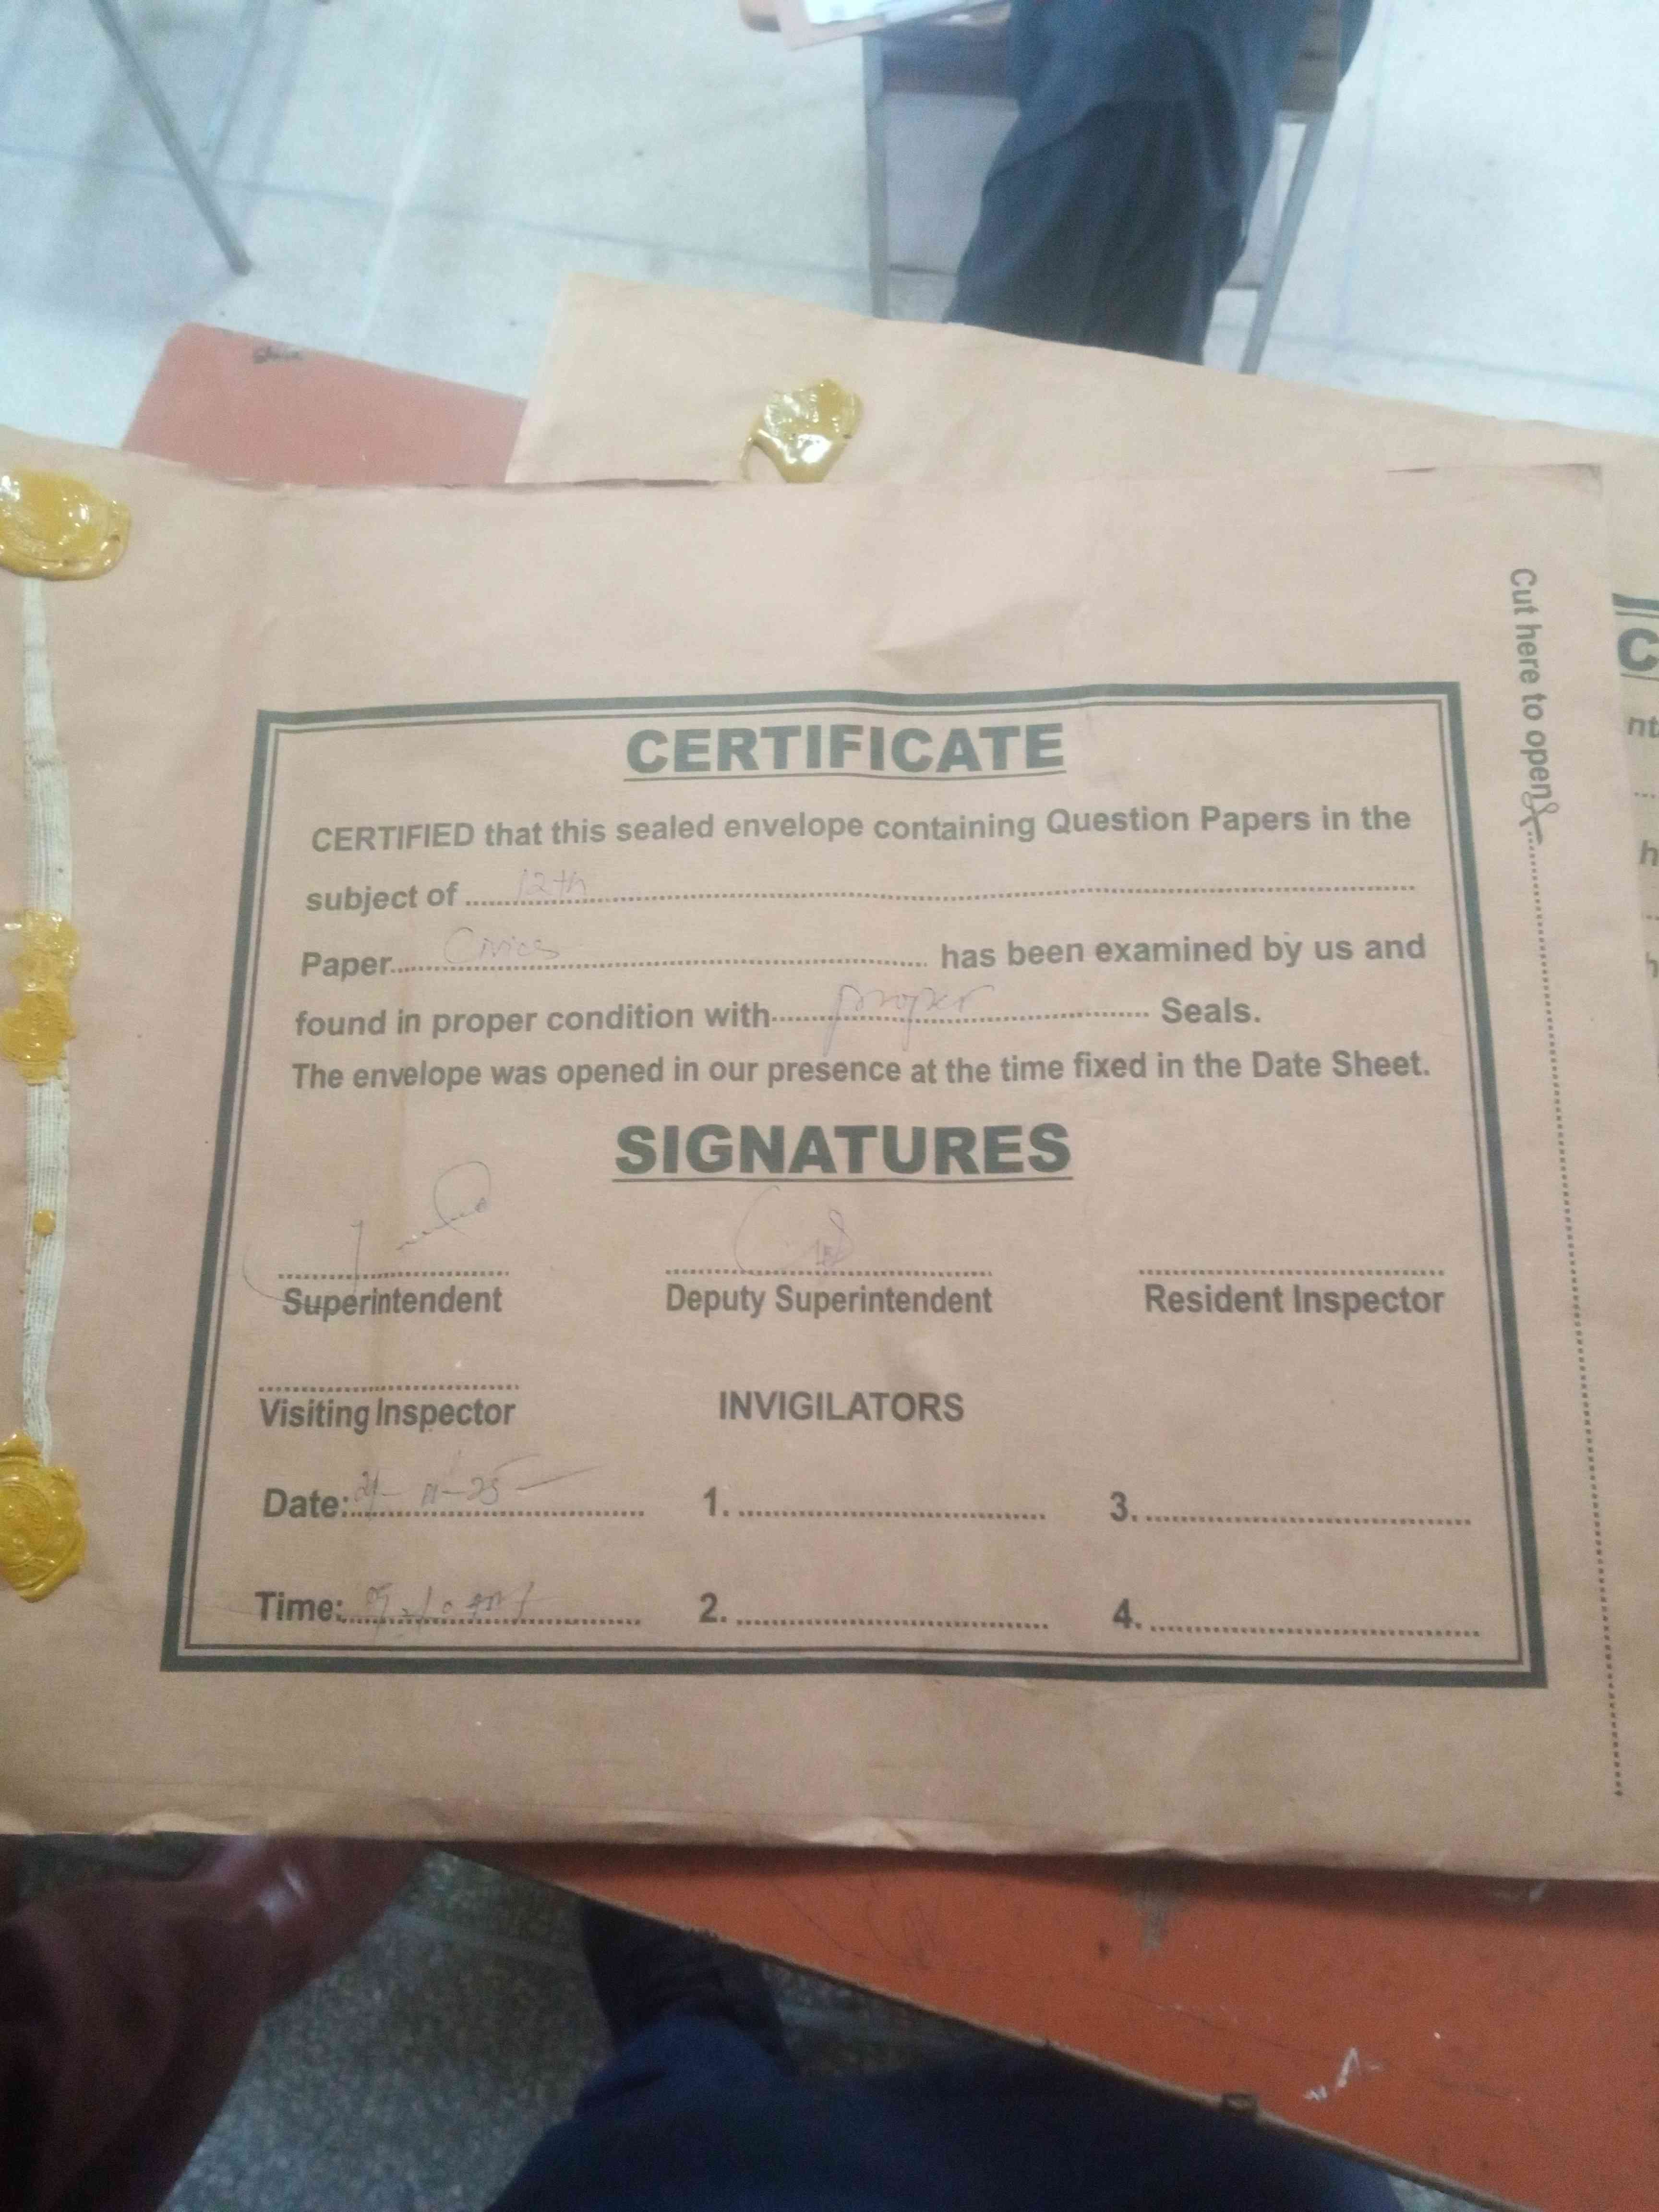 CERTIFICATE
CERTIFIED that this sealed envelope containing Question Papers in the
subject of 12th
Paper Civics has been examined by us and
found in proper condition with proper Seals.
The envelope was opened in our presence at the time fixed in the Date Sheet.
SIGNATURES
Superintendent Deputy Superintendent Resident Inspector
Visiting Inspector INVIGILATORS
Date: 11-25 1. 3.
Time: 2. 4.
Cut here to open
C
nt
h
h